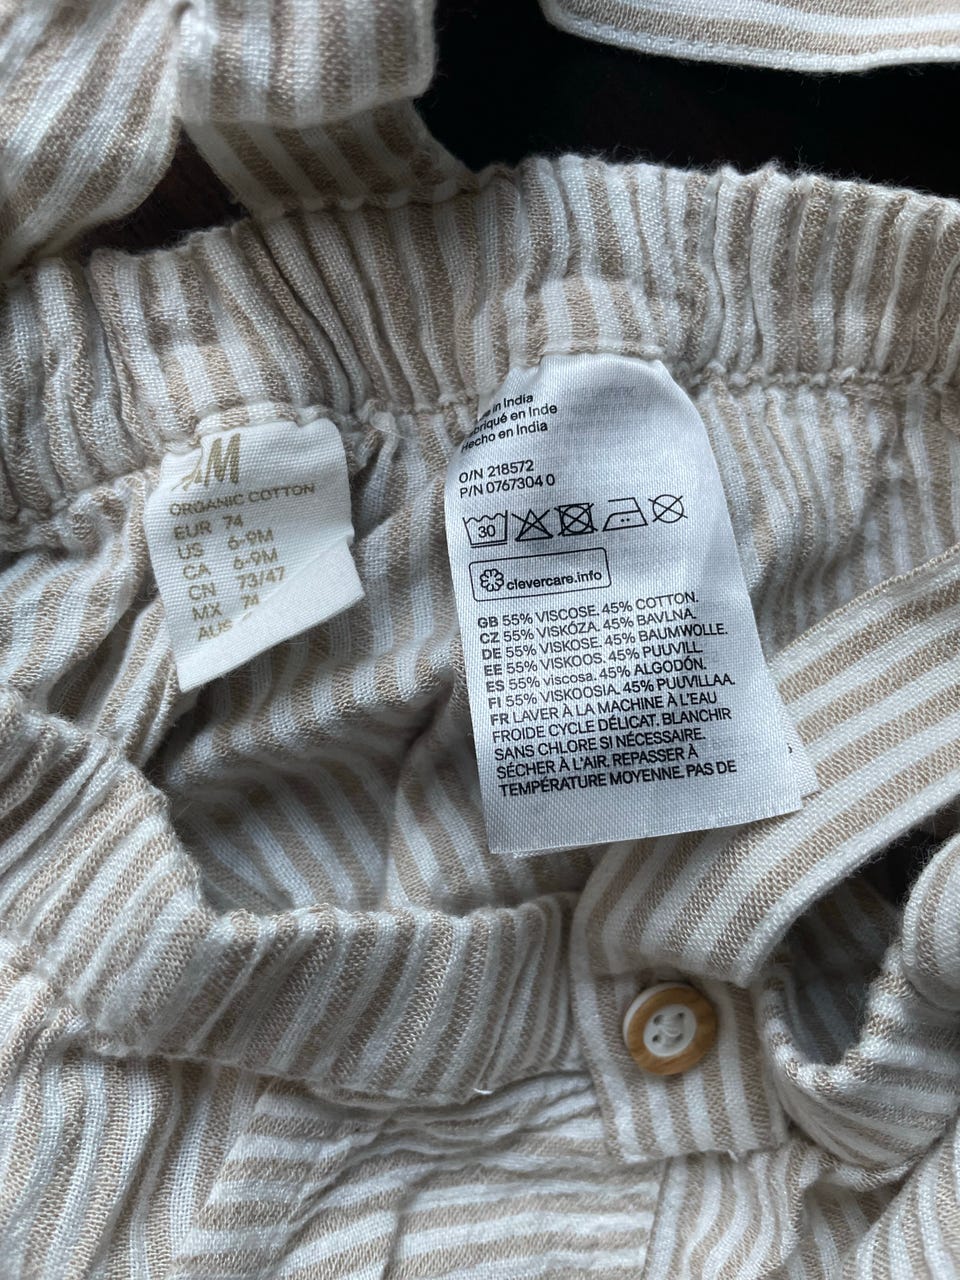 M
ORGANIC COTTON
EUR 74
US 6-9M
CA 6-9M
CN 73/47
MX 74
AUS
in India
en Inde
Hecho en India
O/N 218572
P/N 0767304 0
30
clevercare.info
GB 55% VISCOSE. 45% COTTON.
CZ 55% VISKÓZA. 45% BAVLNA.
DE 55% VISKOSE. 45% BAUMWOLLE.
EE 55% VISKOOS. 45% PUUVILL.
ES 55% viscosa. 45% ALGODÓN.
FI 55% VISKOOSIA. 45% PUUVILLAA.
FR LAVER À LA MACHINE À L'EAU
FROIDE CYCLE DÉLICAT. BLANCHIR
SANS CHLORE SI NÉCESSAIRE.
SÉCHER À L'AIR. REPASSER À
TEMPÉRATURE MOYENNE. PAS DE